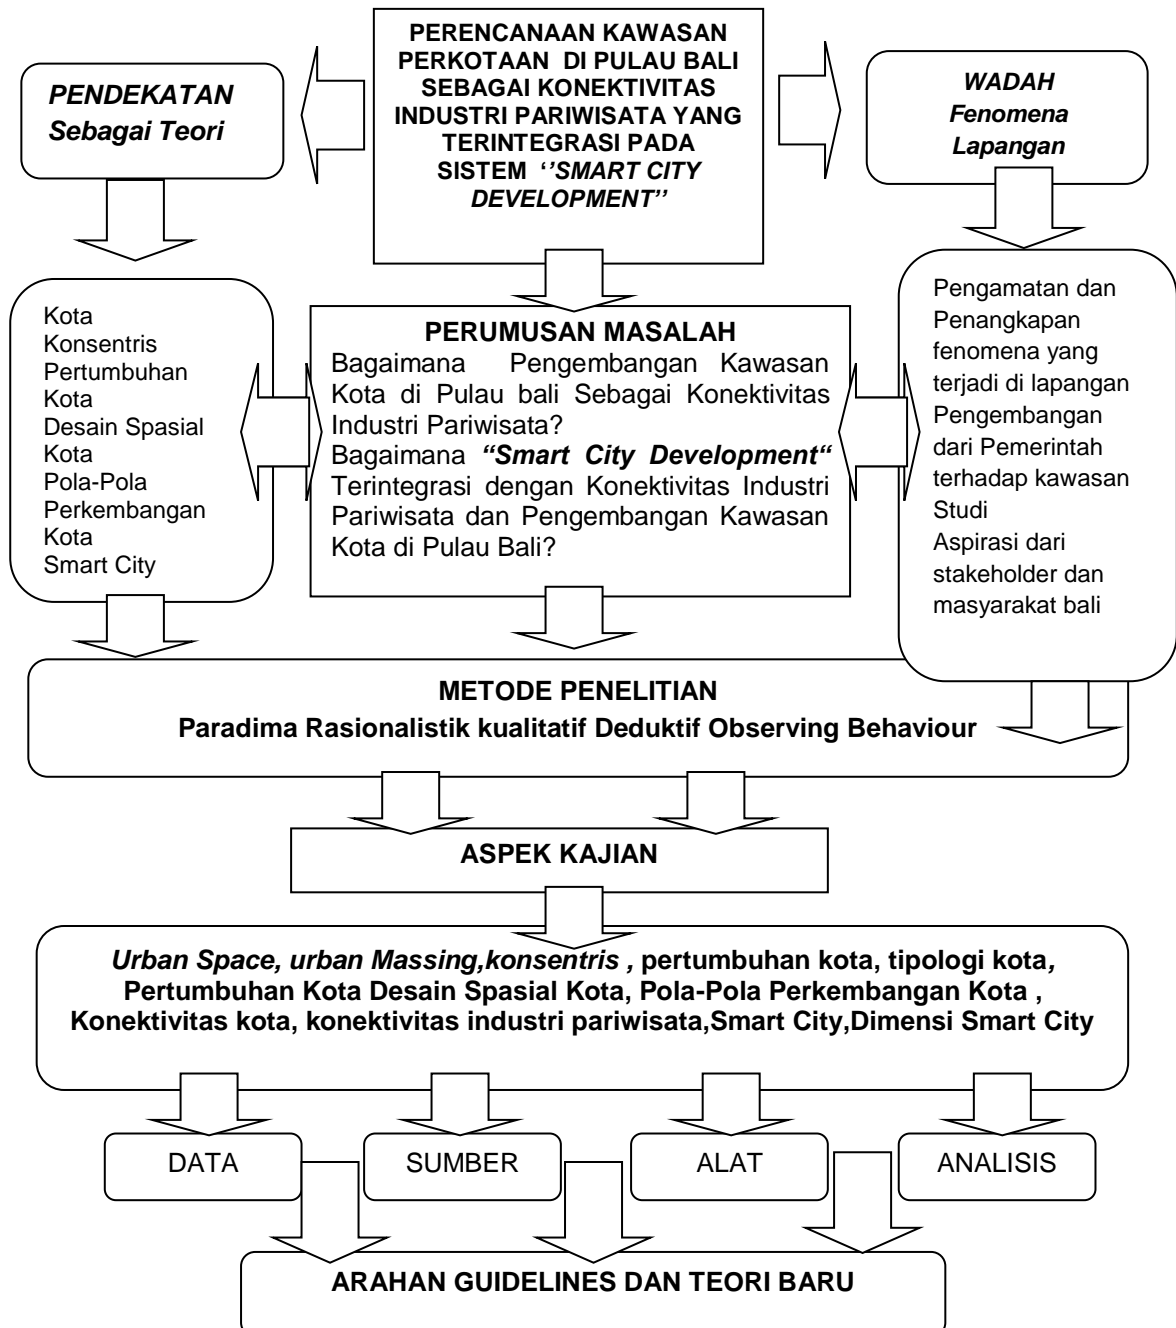 PERENCANAAN KAWASAN
PERKOTAAN DI PULAU BALI
SEBAGAI KONEKTIVITAS
INDUSTRI PARIWISATA YANG
TERINTEGRASI PADA
SISTEM ‘’SMART CITY
DEVELOPMENT’’
PENDEKATAN
Sebagai Teori
WADAH
Fenomena
Lapangan
Kota
Konsentris
Pertumbuhan
Kota
Desain Spasial
Kota
Pola-Pola
Perkembangan
Kota
Smart City
PERUMUSAN MASALAH
Bagaimana Pengembangan Kawasan
Kota di Pulau bali Sebagai Konektivitas
Industri Pariwisata?
Bagaimana “Smart City Development“
Terintegrasi dengan Konektivitas Industri
Pariwisata dan Pengembangan Kawasan
Kota di Pulau Bali?
Pengamatan dan
Penangkapan
fenomena yang
terjadi di lapangan
Pengembangan
dari Pemerintah
terhadap kawasan
Studi
Aspirasi dari
stakeholder dan
masyarakat bali
METODE PENELITIAN
Paradima Rasionalistik kualitatif Deduktif Observing Behaviour
ASPEK KAJIAN
Urban Space, urban Massing,konsentris , pertumbuhan kota, tipologi kota,
Pertumbuhan Kota Desain Spasial Kota, Pola-Pola Perkembangan Kota ,
Konektivitas kota, konektivitas industri pariwisata,Smart City,Dimensi Smart City
DATA
SUMBER
ALAT
ANALISIS
ARAHAN GUIDELINES DAN TEORI BARU